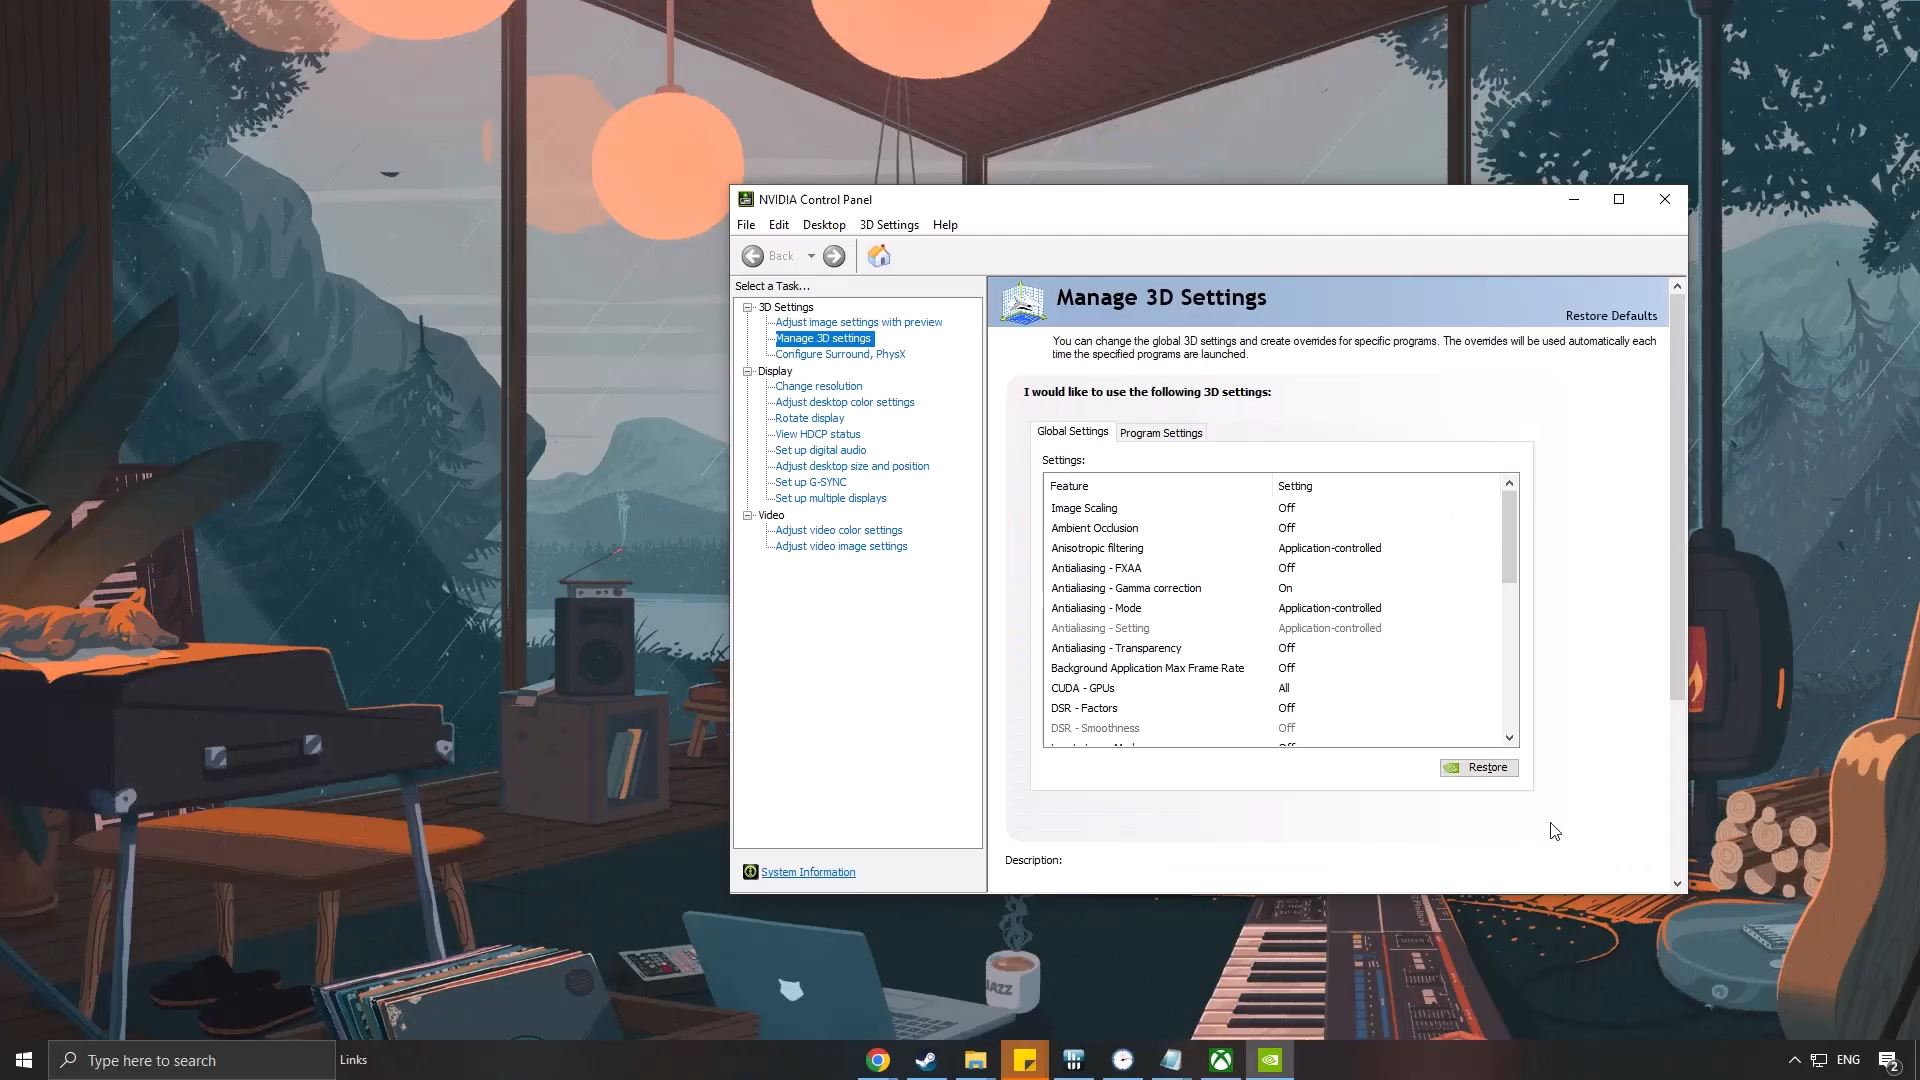 NVIDIA Control Panel
File Edit Desktop 3D Settings Help
Back
Select a Task...
3D Settings
Adjust image settings with preview
Manage 3D settings
Configure Surround, PhysX
Display
Change resolution
Adjust desktop color settings
Rotate display
View HDCP status
Set up digital audio
Adjust desktop size and position
Set up G-SYNC
Set up multiple displays
Video
Adjust video color settings
Adjust video image settings
System Information
Manage 3D Settings
Restore Defaults
You can change the global 3D settings and create overrides for specific programs. The overrides will be used automatically each
time the specified programs are launched.
I would like to use the following 3D settings:
Global Settings Program Settings
Settings:
Feature Setting
Image Scaling Off
Ambient Occlusion Off
Anisotropic filtering Application-controlled
Antialiasing - FXAA Off
Antialiasing - Gamma correction On
Antialiasing - Mode Application-controlled
Antialiasing - Setting Application-controlled
Antialiasing - Transparency Off
Background Application Max Frame Rate Off
CUDA - GPUs All
DSR - Factors Off
DSR - Smoothness Off
Restore
Description:
JAZZ
Roland
Type here to search
Links
ENG
2